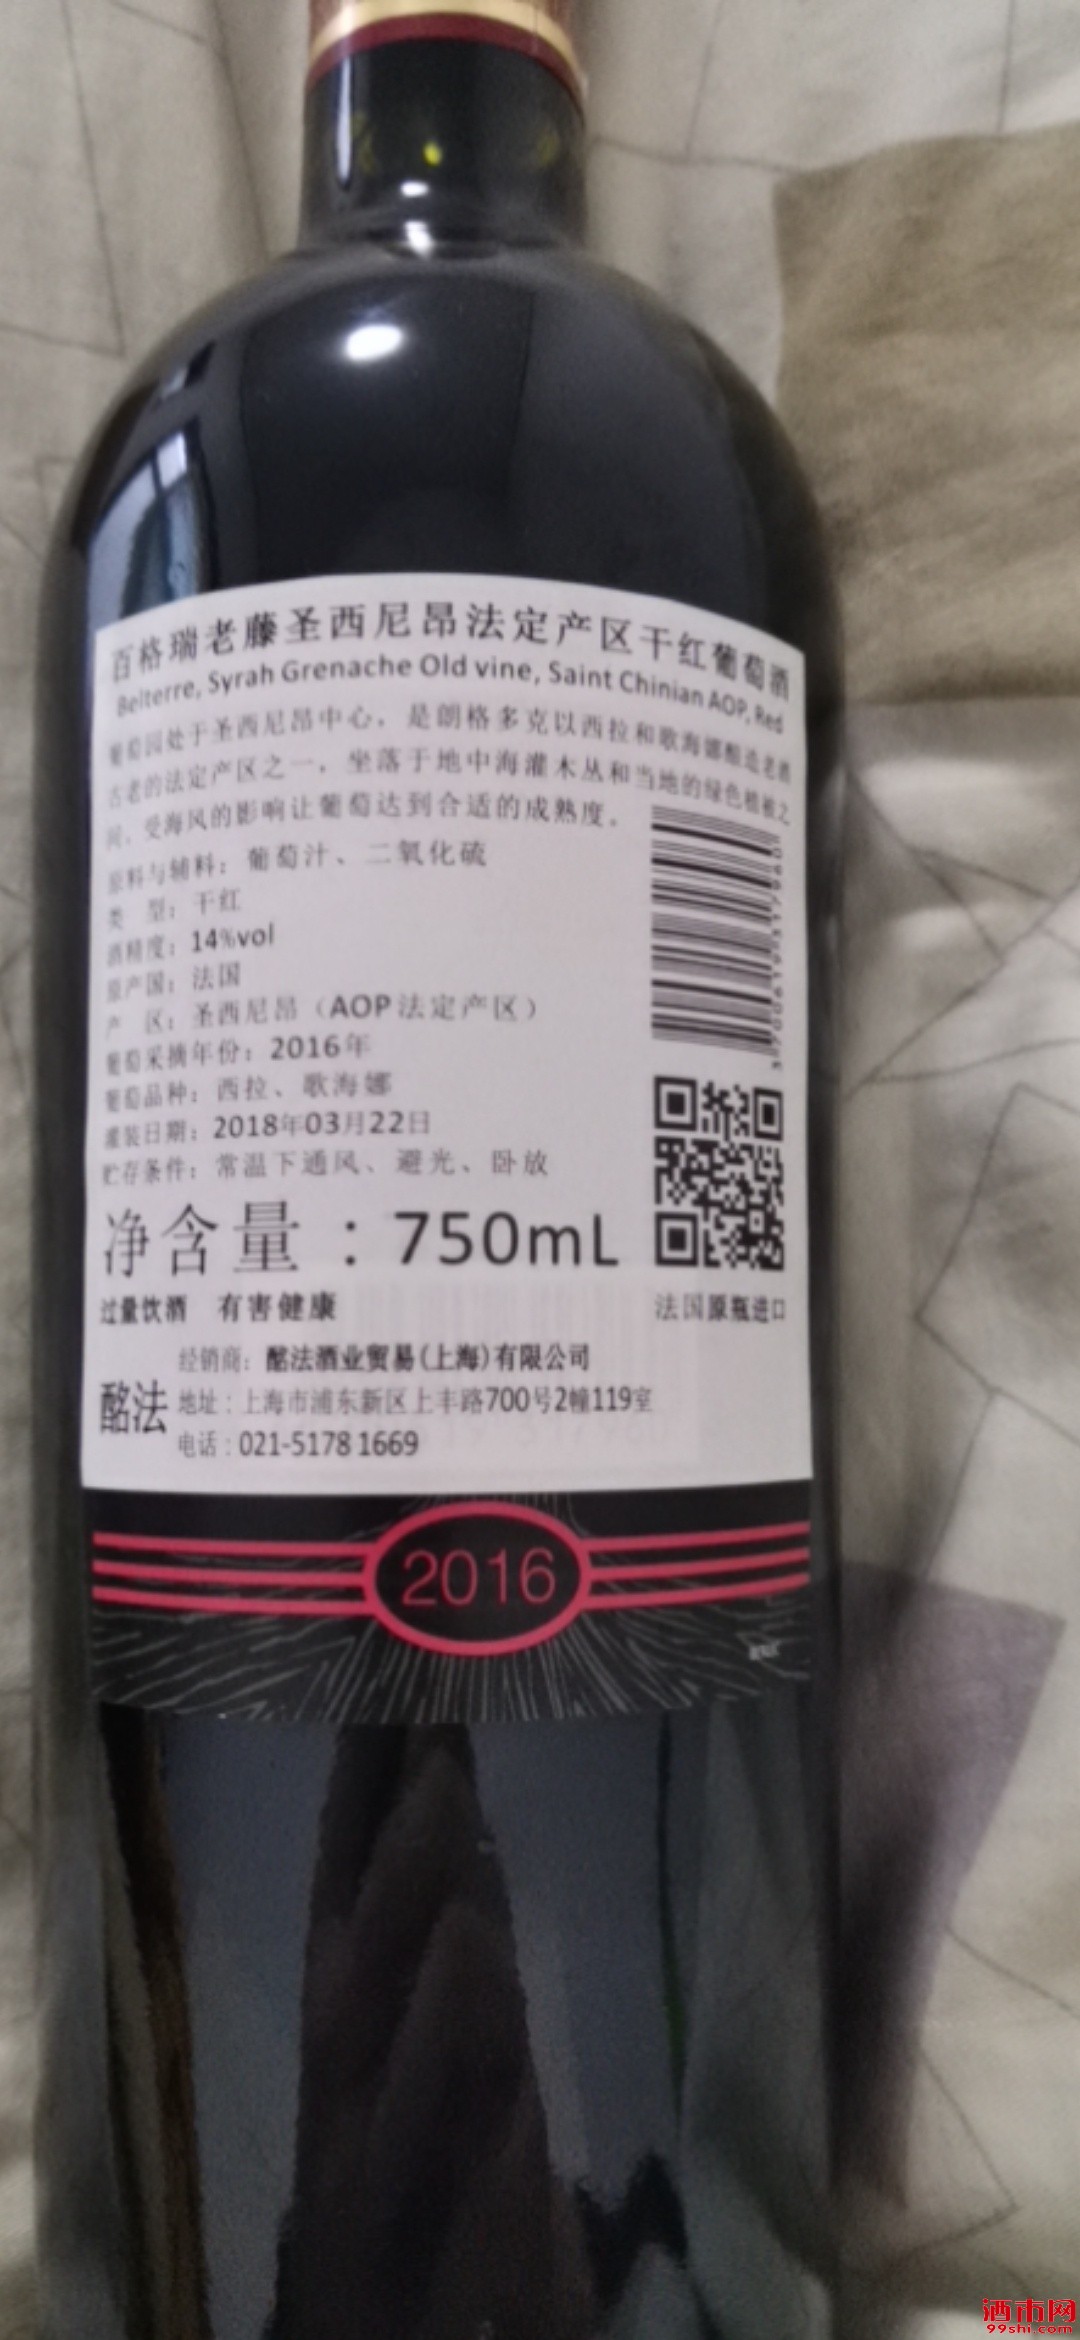 百格瑞老藤圣西尼昂法定产区干红葡萄酒
Belterre, Syrah Grenache Old vine, Saint Chinian AOP, Red
葡萄园处于圣西尼昂中心，是朗格多克以西拉和歌海娜酿造老酒
古老的法定产区之一，坐落于地中海灌木丛和当地的绿色植被之
间，受海风的影响让葡萄达到合适的成熟度。
原料与辅料：葡萄汁、二氧化硫
类 型：干红
酒精度：14%vol
原产国：法国
产 区：圣西尼昂（AOP法定产区）
葡萄采摘年份：2016年
葡萄品种：西拉、歌海娜
灌装日期：2018年03月22日
贮存条件：常温下通风、避光、卧放
净含量：750mL
过量饮酒 有害健康
法国原瓶进口
酩法
经销商：酩法酒业贸易(上海)有限公司
地址：上海市浦东新区上丰路700号2幢119室
电话：021-5178 1669
2016
酒市网
99shi.com